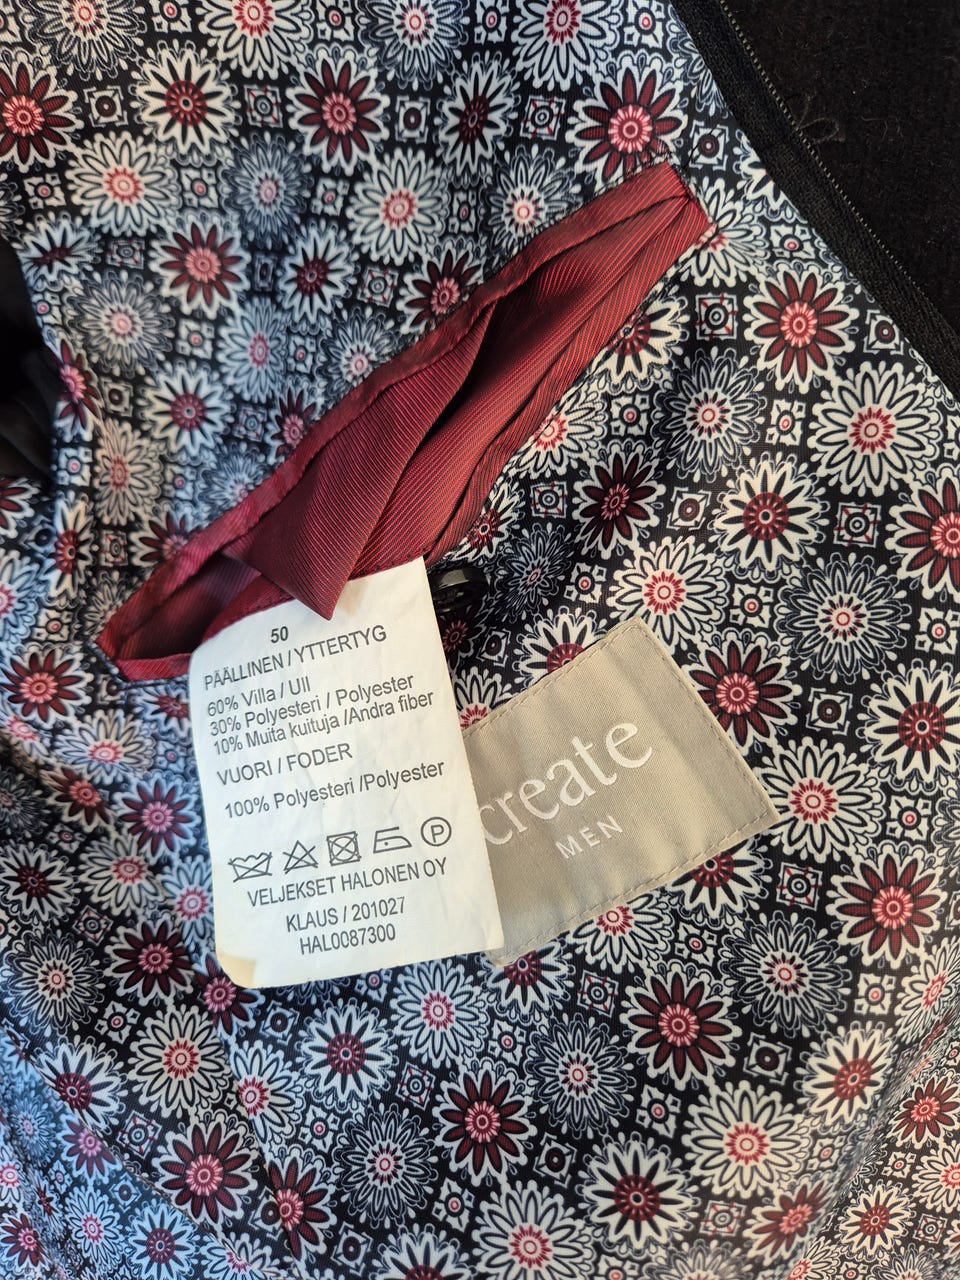 50
PÄÄLLINEN / YTTERTYG
60% Villa / Ull
30% Polyesteri / Polyester
10% Muita kuituja /Andra fiber
VUORI / FODER
100% Polyesteri /Polyester
P
VELJEKSET HALONEN OY
KLAUS / 201027
HAL0087300
create
MEN